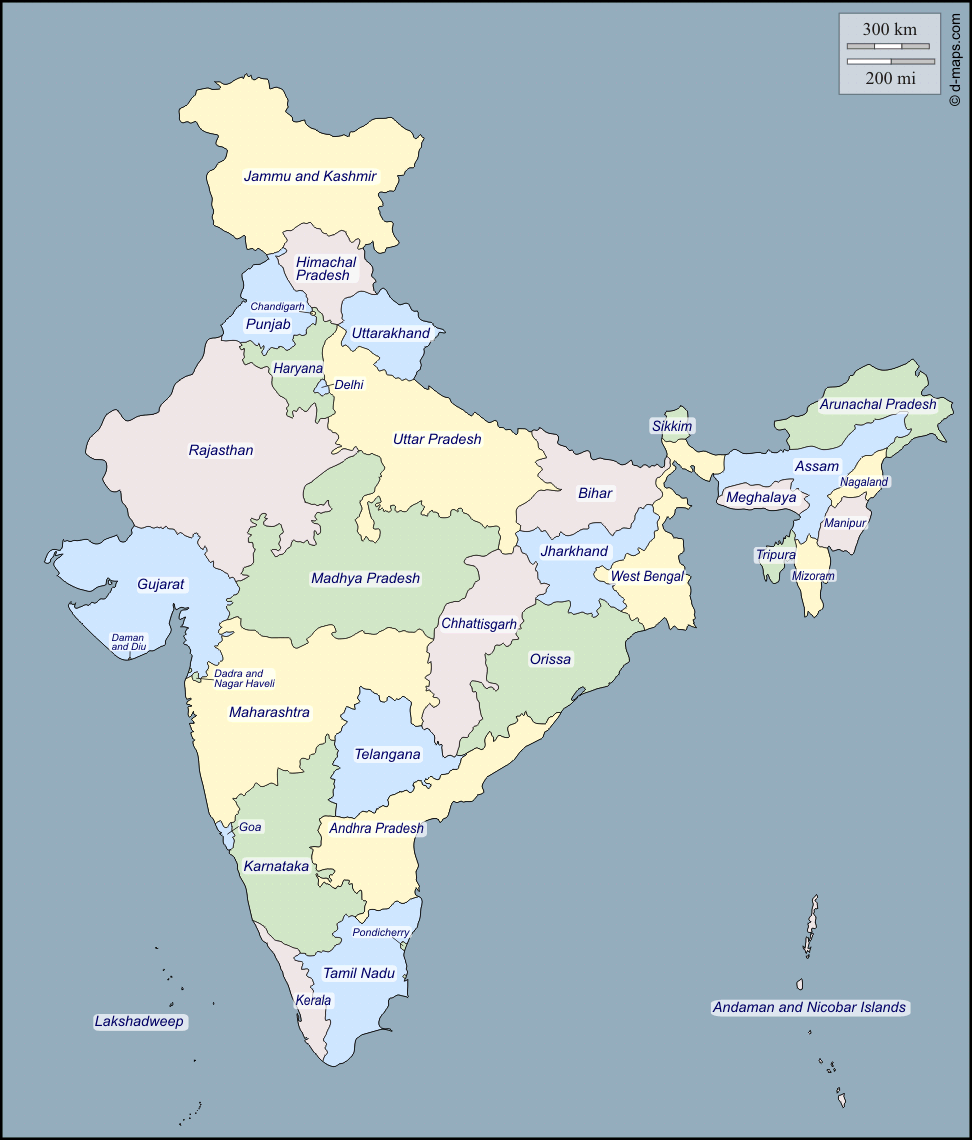 300 km
200 mi
© d-maps.com
Jammu and Kashmir
Himachal
Pradesh
Chandigarh
Punjab
Uttarakhand
Haryana
Delhi
Arunachal Pradesh
Sikkim
Uttar Pradesh
Rajasthan
Assam
Nagaland
Bihar
Meghalaya
Manipur
Jharkhand
Tripura
Madhya Pradesh
West Bengal
Mizoram
Gujarat
Chhattisgarh
Daman
and Diu
Orissa
Dadra and
Nagar Haveli
Maharashtra
Telangana
Goa
Andhra Pradesh
Karnataka
Pondicherry
Tamil Nadu
Kerala
Andaman and Nicobar Islands
Lakshadweep